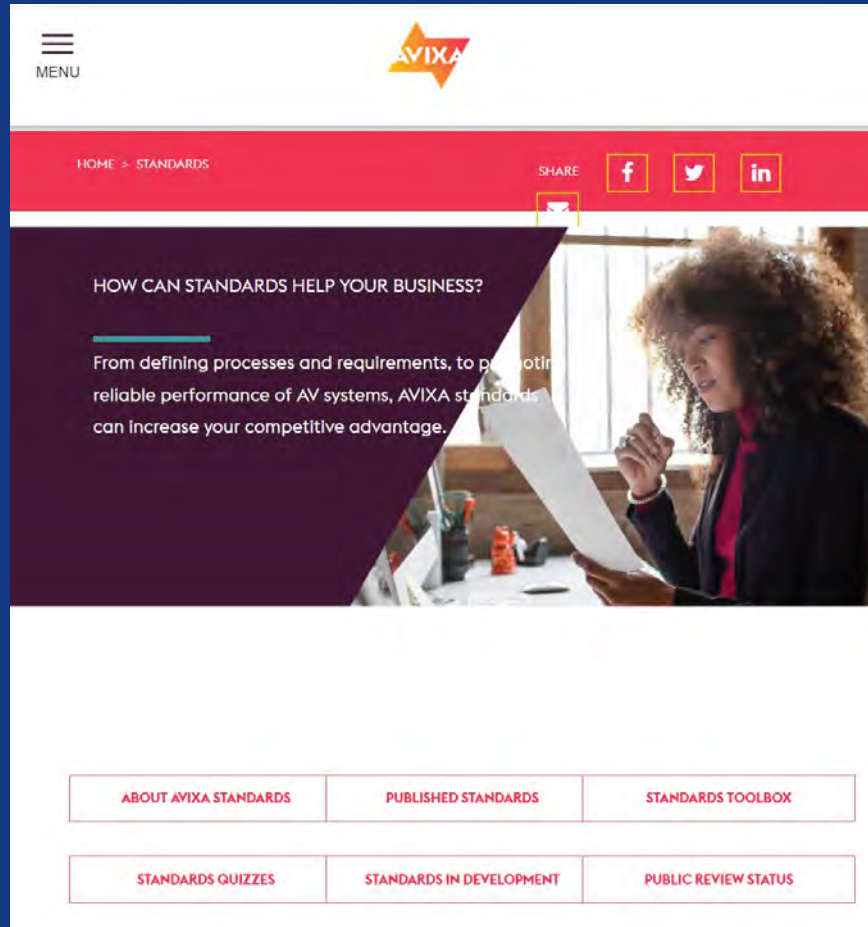 MENU
AVIXA
HOME > STANDARDS
SHARE
HOW CAN STANDARDS HELP YOUR BUSINESS?
From defining processes and requirements, to promoting
reliable performance of AV systems, AVIXA standards
can increase your competitive advantage.
ABOUT AVIXA STANDARDS PUBLISHED STANDARDS STANDARDS TOOLBOX
STANDARDS QUIZZES STANDARDS IN DEVELOPMENT PUBLIC REVIEW STATUS